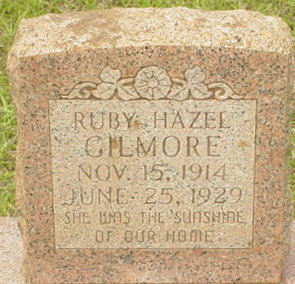 RUBY HAZEL
GILMORE
NOV. 15, 1914
JUNE 25, 1929
SHE WAS THE SUNSHINE
OF OUR HOME